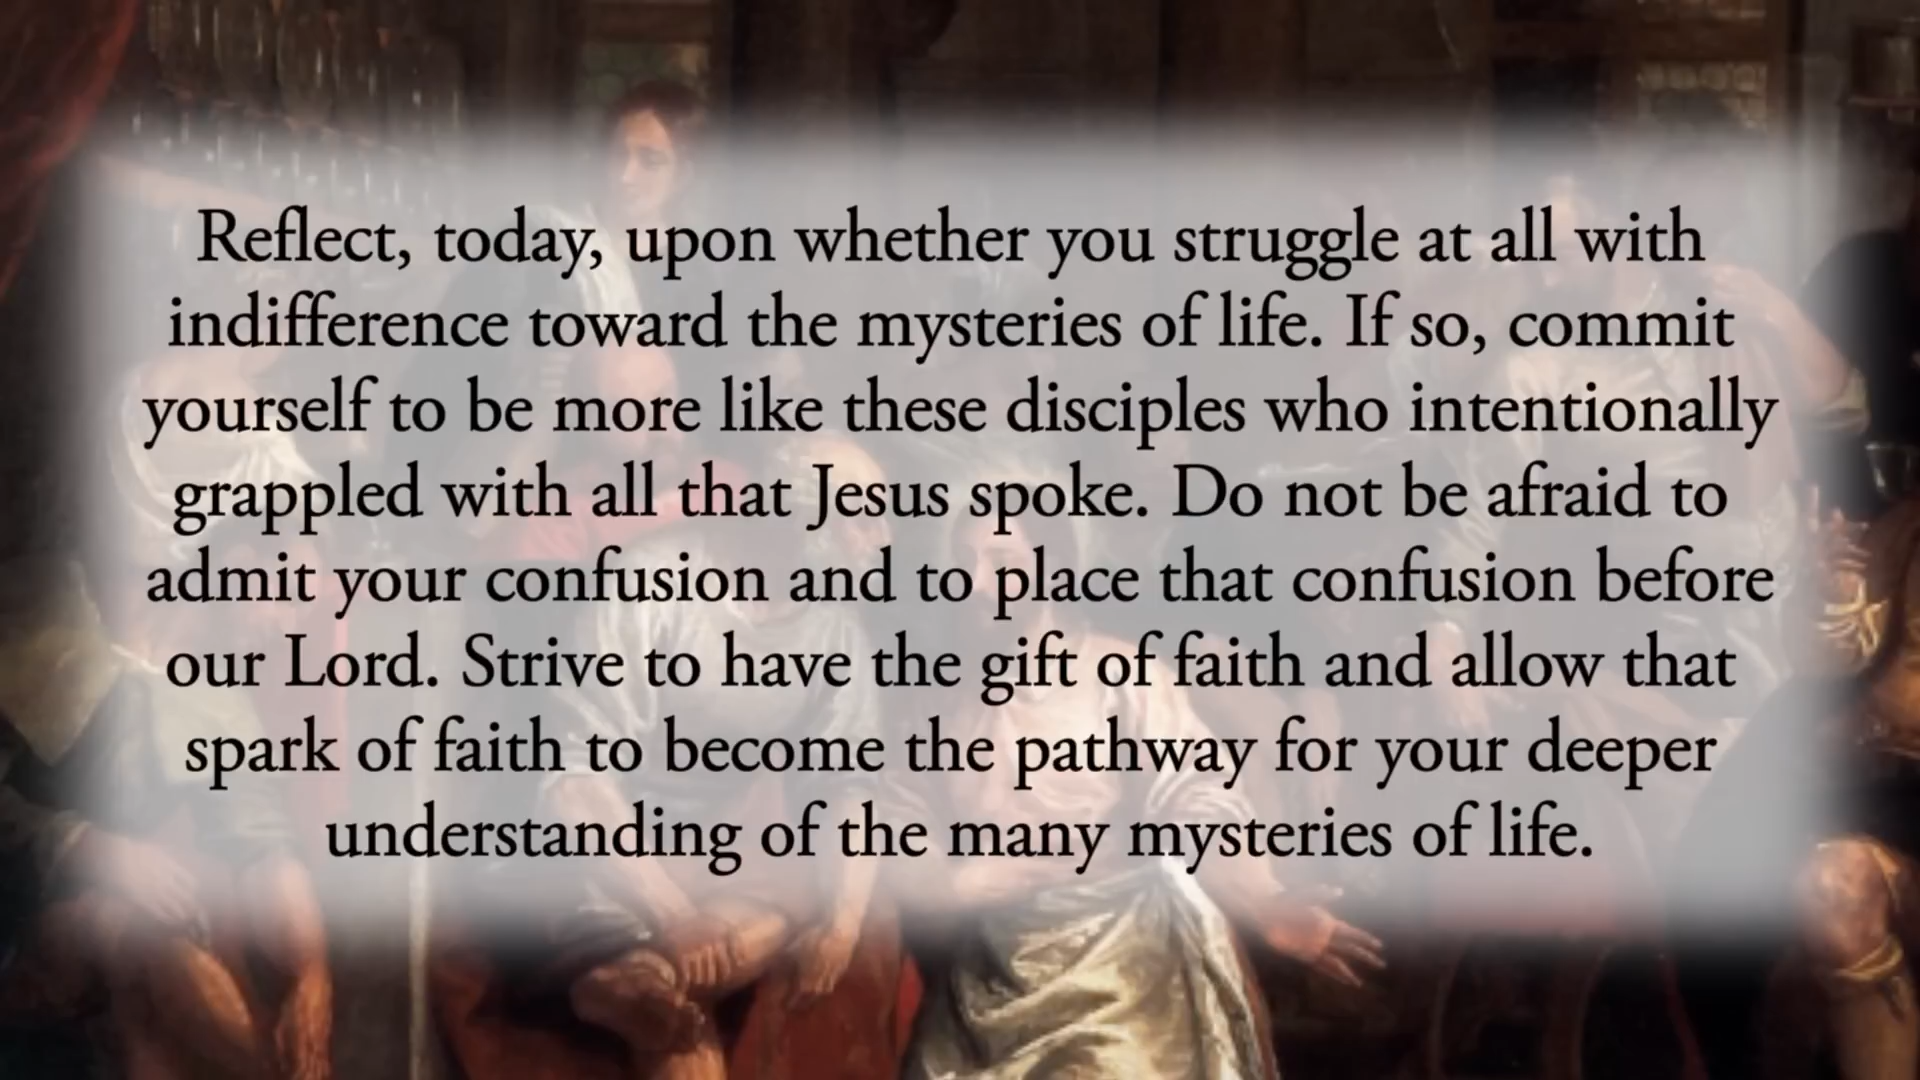 Reflect, today, upon whether you struggle at all with
indifference toward the mysteries of life. If so, commit
yourself to be more like these disciples who intentionally
grappled with all that Jesus spoke. Do not be afraid to
admit your confusion and to place that confusion before
our Lord. Strive to have the gift of faith and allow that
spark of faith to become the pathway for your deeper
understanding of the many mysteries of life.